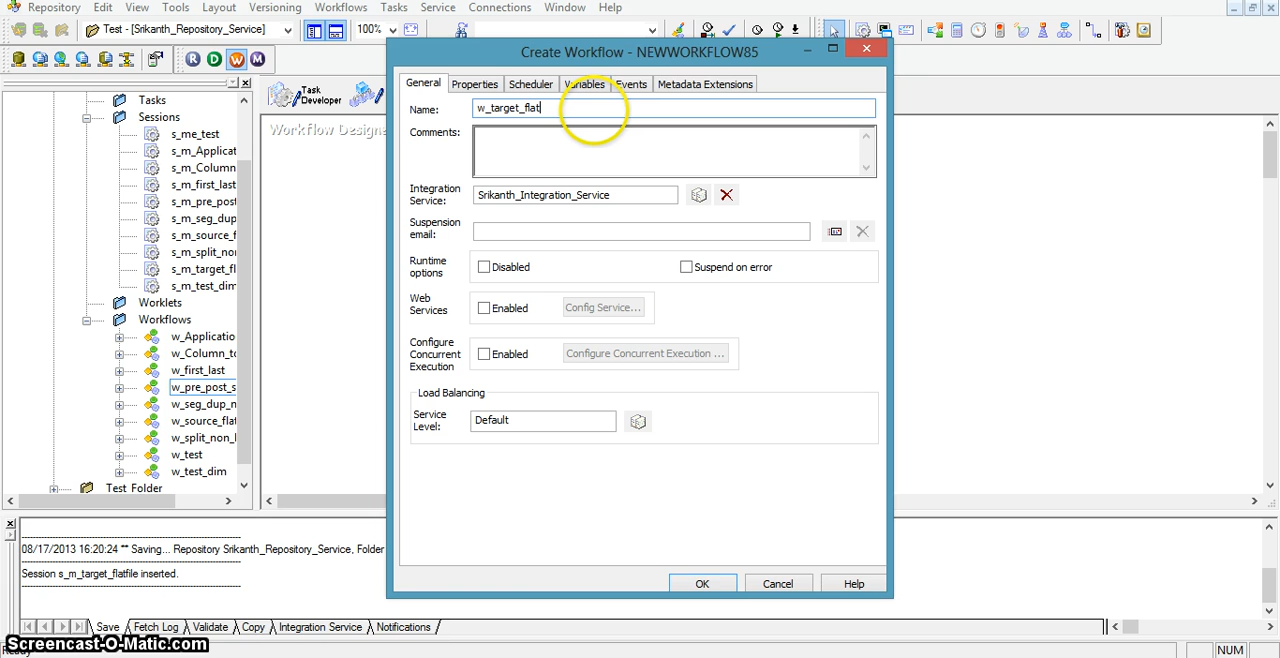 Repository Edit View Tools Layout Versioning Workflows Tasks Service Connections Window Help
Test - [Srikanth_Repository_Service] 100%
R D W M
Create Workflow - NEWWORKFLOW85
Tasks
Sessions
s_me_test
s_m_Applicat
s_m_Column
s_m_first_last
s_m_pre_post
s_m_seg_dup
s_m_source_f
s_m_split_non
s_m_target_fl
s_m_test_dim
Worklets
Workflows
w_Applicatio
w_Column_to
w_first_last
w_pre_post_s
w_seg_dup_n
w_source_flat
w_split_non_l
w_test
w_test_dim
Test Folder
Task Developer
Workflow Designe
General Properties Scheduler Variables Events Metadata Extensions
Name: w_target_flat
Comments:
Integration Service: Srikanth_Integration_Service
Suspension email:
Runtime options Disabled Suspend on error
Web Services Enabled Config Service...
Configure Concurrent Execution Enabled Configure Concurrent Execution ...
Load Balancing
Service Level: Default
OK Cancel Help
08/17/2013 16:20:24 ** Saving... Repository Srikanth_Repository_Service, Folder
Session s_m_target_flatfile inserted.
Save Fetch Log Validate Copy Integration Service Notifications
Screencast-O-Matic.com
NUM